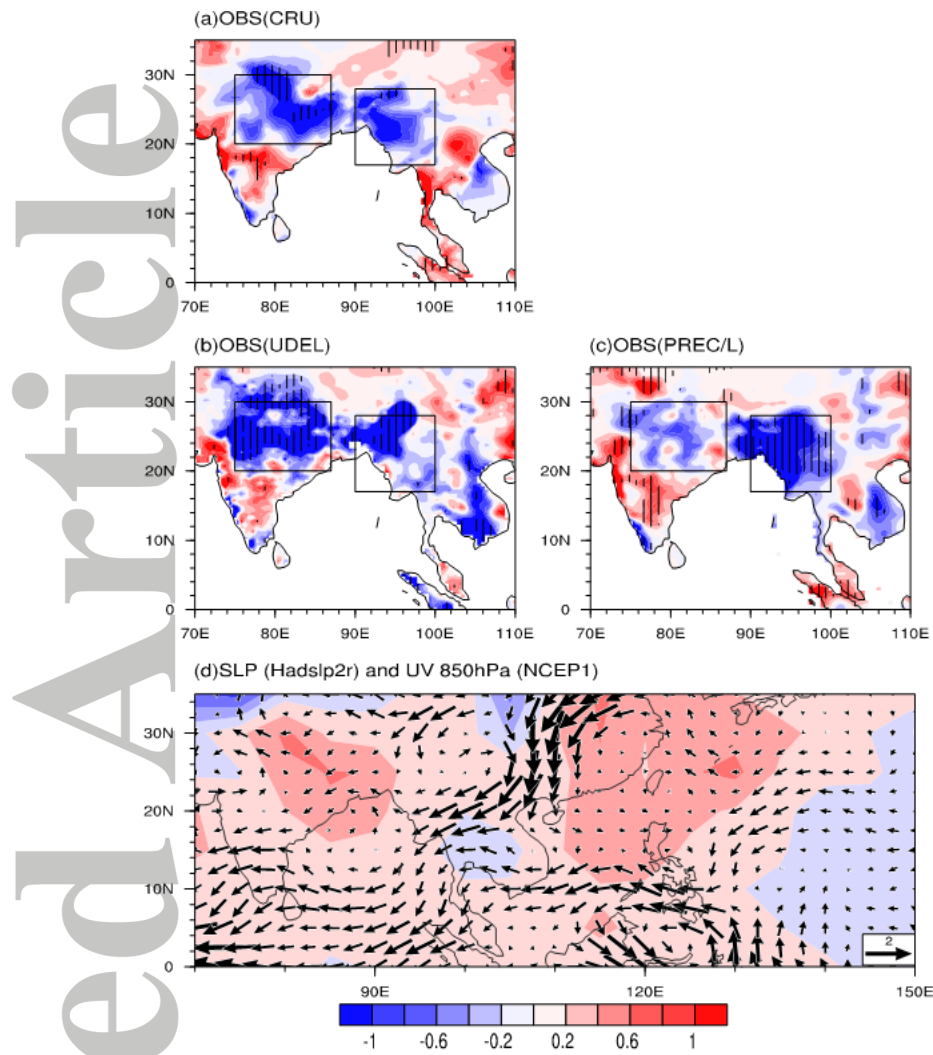 (a)OBS(CRU)
30N
20N
10N
0
70E 80E 90E 100E 110E
(b)OBS(UDEL)
30N
20N
10N
0
70E 80E 90E 100E 110E
(c)OBS(PREC/L)
30N
20N
10N
0
70E 80E 90E 100E 110E
(d)SLP (Hadslp2r) and UV 850hPa (NCEP1)
30N
20N
10N
0
2
90E 120E 150E
-1 -0.6 -0.2 0.2 0.6 1
ed Article